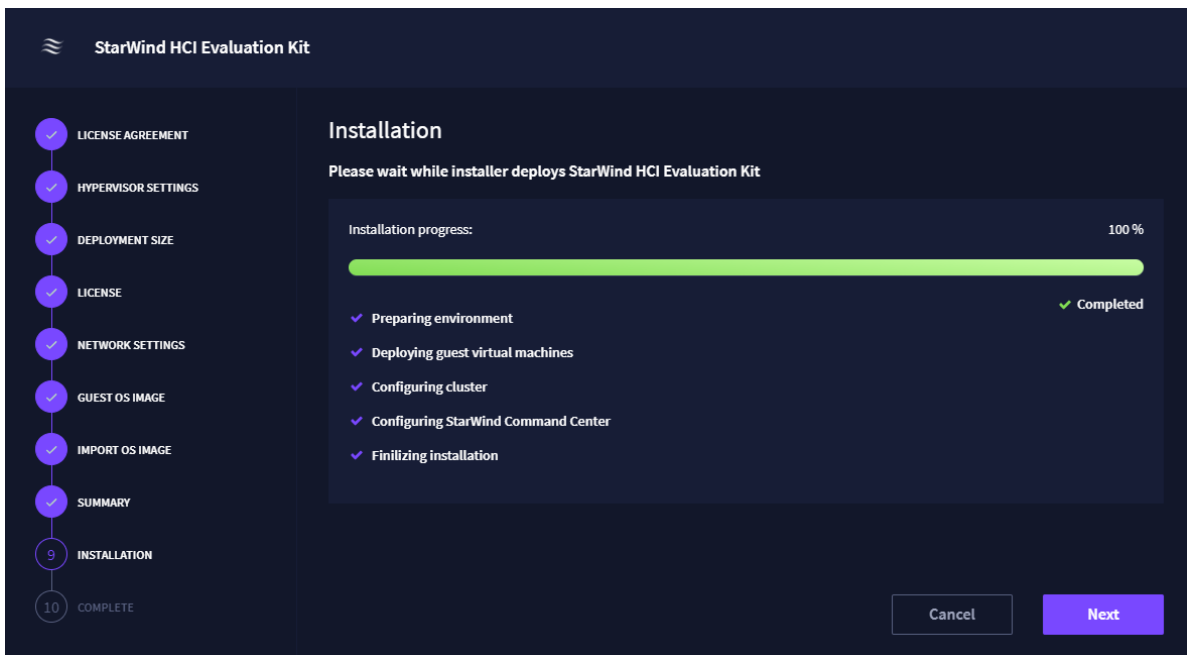 StarWind HCI Evaluation Kit
LICENSE AGREEMENT
HYPERVISOR SETTINGS
DEPLOYMENT SIZE
LICENSE
NETWORK SETTINGS
GUEST OS IMAGE
IMPORT OS IMAGE
SUMMARY
9 INSTALLATION
10 COMPLETE
Installation
Please wait while installer deploys StarWind HCI Evaluation Kit
Installation progress: 100 %
Completed
Preparing environment
Deploying guest virtual machines
Configuring cluster
Configuring StarWind Command Center
Finilizing installation
Cancel Next